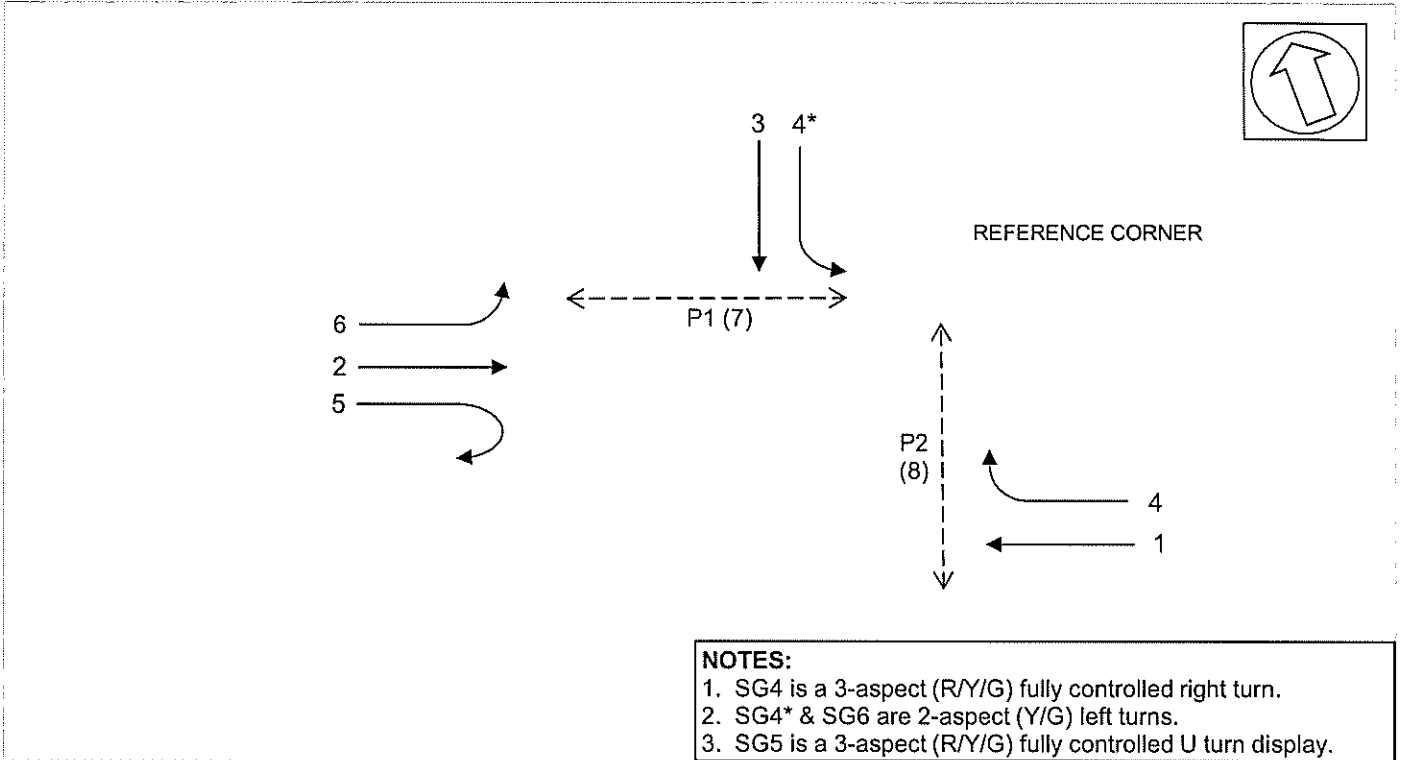 3 4*
REFERENCE CORNER
P1 (7)
6
2
5
P2
(8)
4
1
NOTES:
1. SG4 is a 3-aspect (R/Y/G) fully controlled right turn.
2. SG4* & SG6 are 2-aspect (Y/G) left turns.
3. SG5 is a 3-aspect (R/Y/G) fully controlled U turn display.